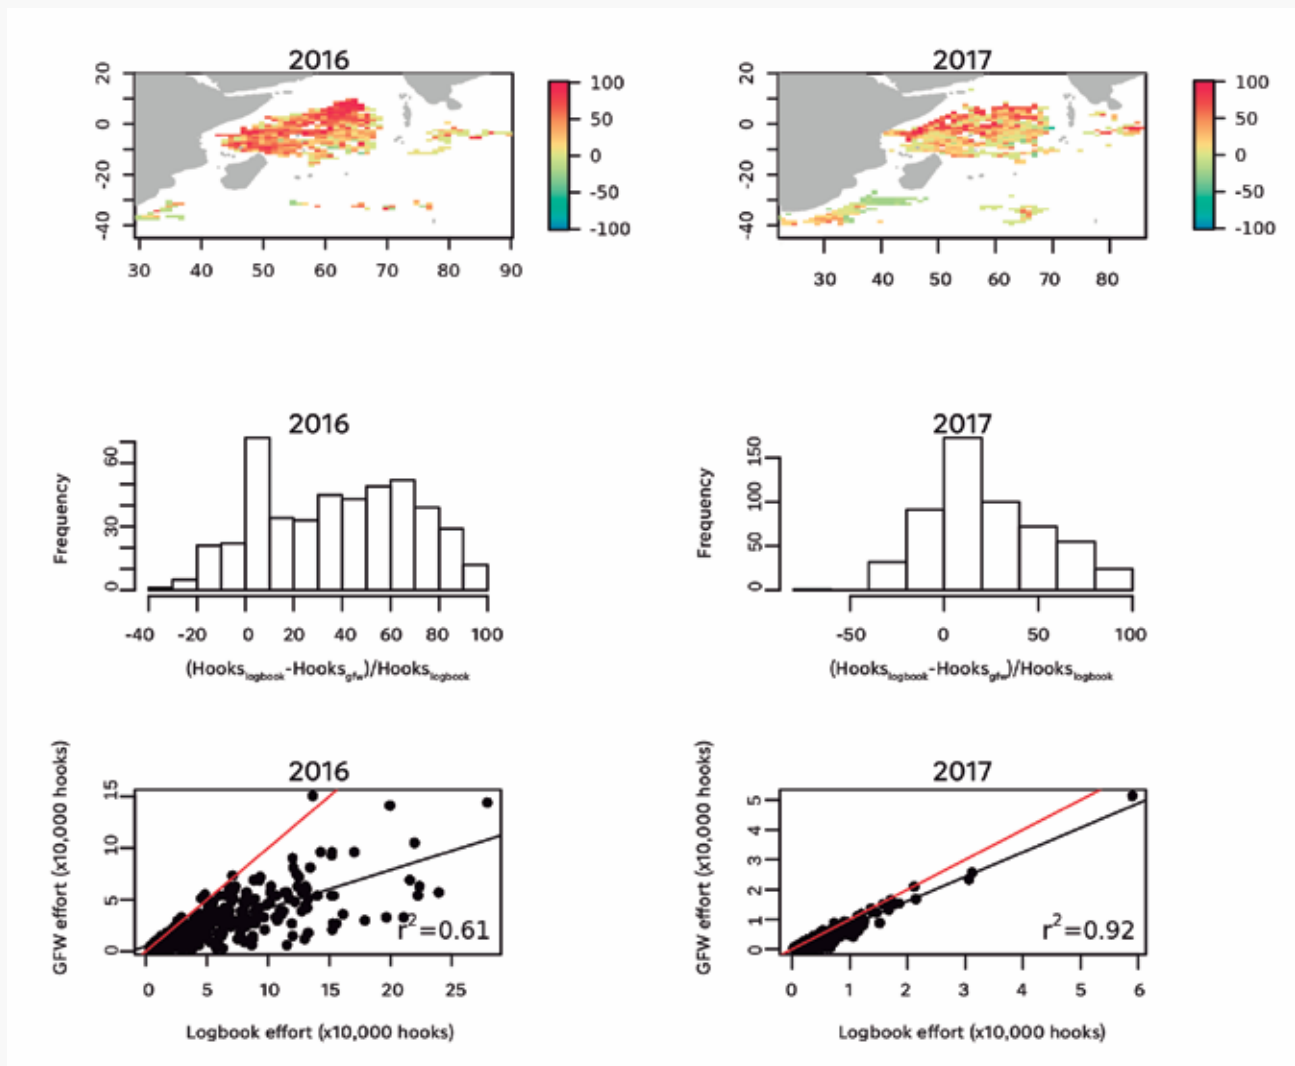 2016
20
0
-20
-40
30 40 50 60 70 80 90
100
50
0
-50
-100
2017
20
0
-20
-40
30 40 50 60 70 80
100
50
0
-50
-100
2016
Frequency
60
30
0
-40 -20 0 20 40 60 80 100
(Hookslogbook-Hooksgfw)/Hookslogbook
2017
Frequency
150
100
50
0
-50 0 50 100
(Hookslogbook-Hooksgfw)/Hookslogbook
2016
GFW effort (x10,000 hooks)
15
10
5
0
r2=0.61
0 5 10 15 20 25
Logbook effort (x10,000 hooks)
2017
GFW effort (x10,000 hooks)
5
4
3
2
1
0
r2=0.92
0 1 2 3 4 5 6
Logbook effort (x10,000 hooks)